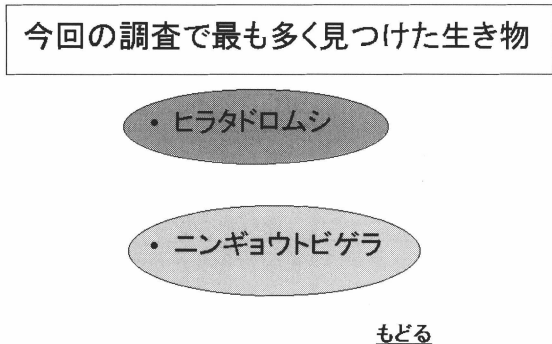 今回の調査で最も多く見つけた生き物
• ヒラタドロムシ
• ニンギョウトビゲラ
もどる